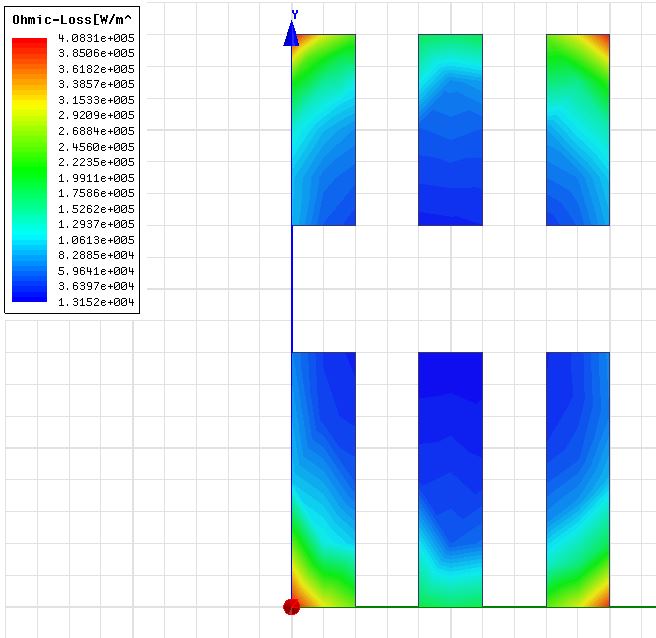 Ohmic-Loss[W/m^
4.0831e+005
3.8506e+005
3.6182e+005
3.3857e+005
3.1533e+005
2.9209e+005
2.6884e+005
2.4560e+005
2.2235e+005
1.9911e+005
1.7586e+005
1.5262e+005
1.2937e+005
1.0613e+005
8.2885e+004
5.9641e+004
3.6397e+004
1.3152e+004
Y